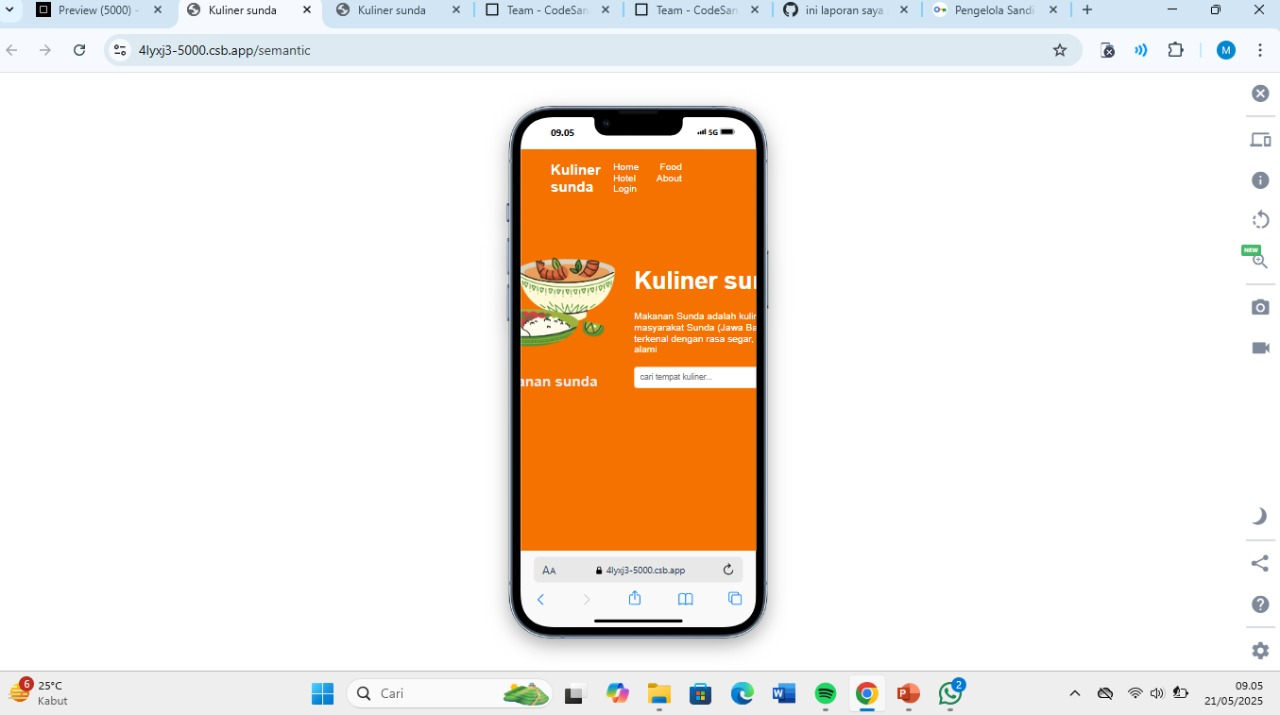 Preview (5000) -
Kuliner sunda
Kuliner sunda
Team - CodeSan
Team - CodeSan
ini laporan saya
Pengelola Sandi
4lyxj3-5000.csb.app/semantic
M
NEW
09.05
5G
Kuliner
sunda
Home
Food
Hotel
About
Login
Kuliner su
Makanan Sunda adalah kulin
masyarakat Sunda (Jawa Ba
terkenal dengan rasa segar,
alami
cari tempat kuliner...
anan sunda
AA
4lyxj3-5000.csb.app
6
25°C
Kabut
Cari
2
09.05
21/05/2025